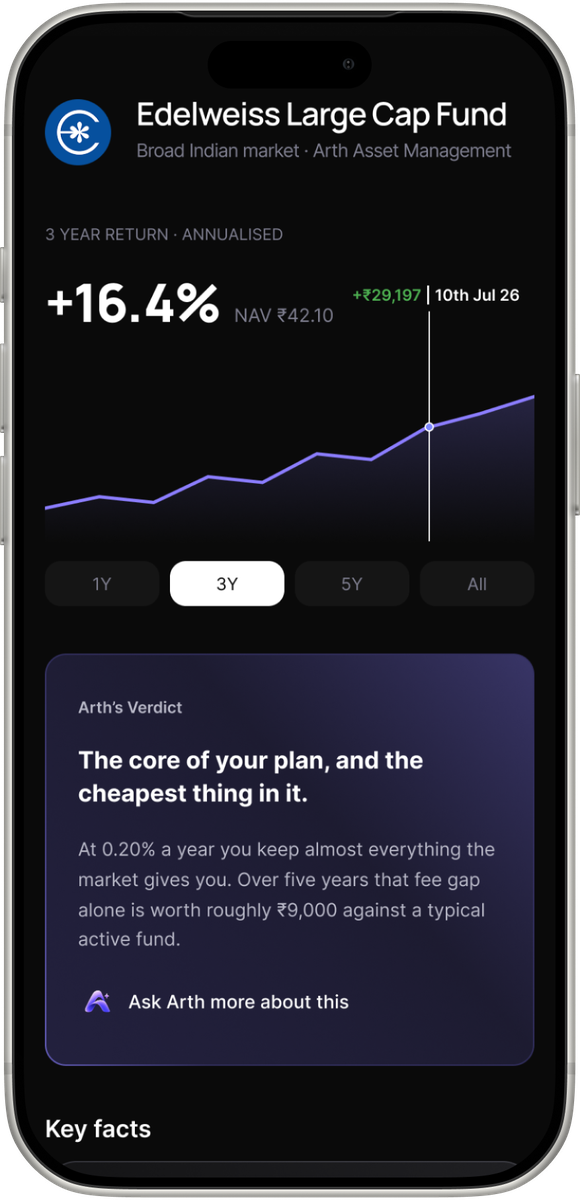 Edelweiss Large Cap Fund
Broad Indian market · Arth Asset Management
3 YEAR RETURN · ANNUALISED
+16.4% NAV ₹42.10
+₹29,197 10th Jul 26
1Y 3Y 5Y All
Arth’s Verdict
The core of your plan, and the
cheapest thing in it.
At 0.20% a year you keep almost everything the
market gives you. Over five years that fee gap
alone is worth roughly ₹9,000 against a typical
active fund.
Ask Arth more about this
Key facts